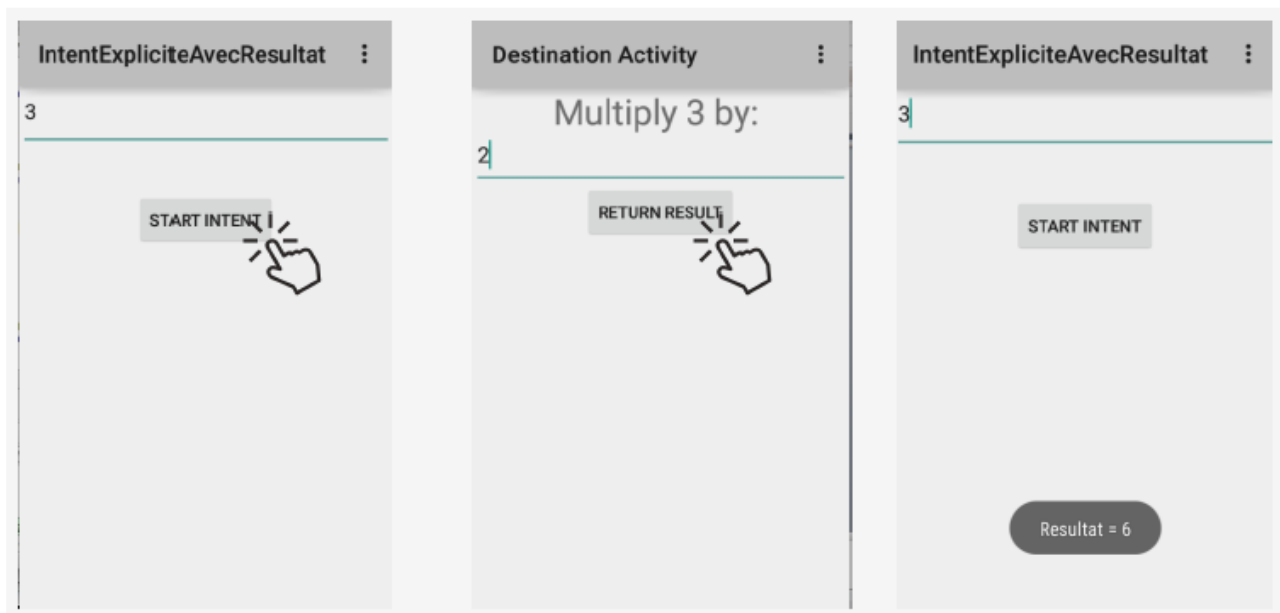 IntentExpliciteAvecResultat
3
START INTENT
Destination Activity
Multiply 3 by:
2
RETURN RESULT
IntentExpliciteAvecResultat
3
START INTENT
Resultat = 6